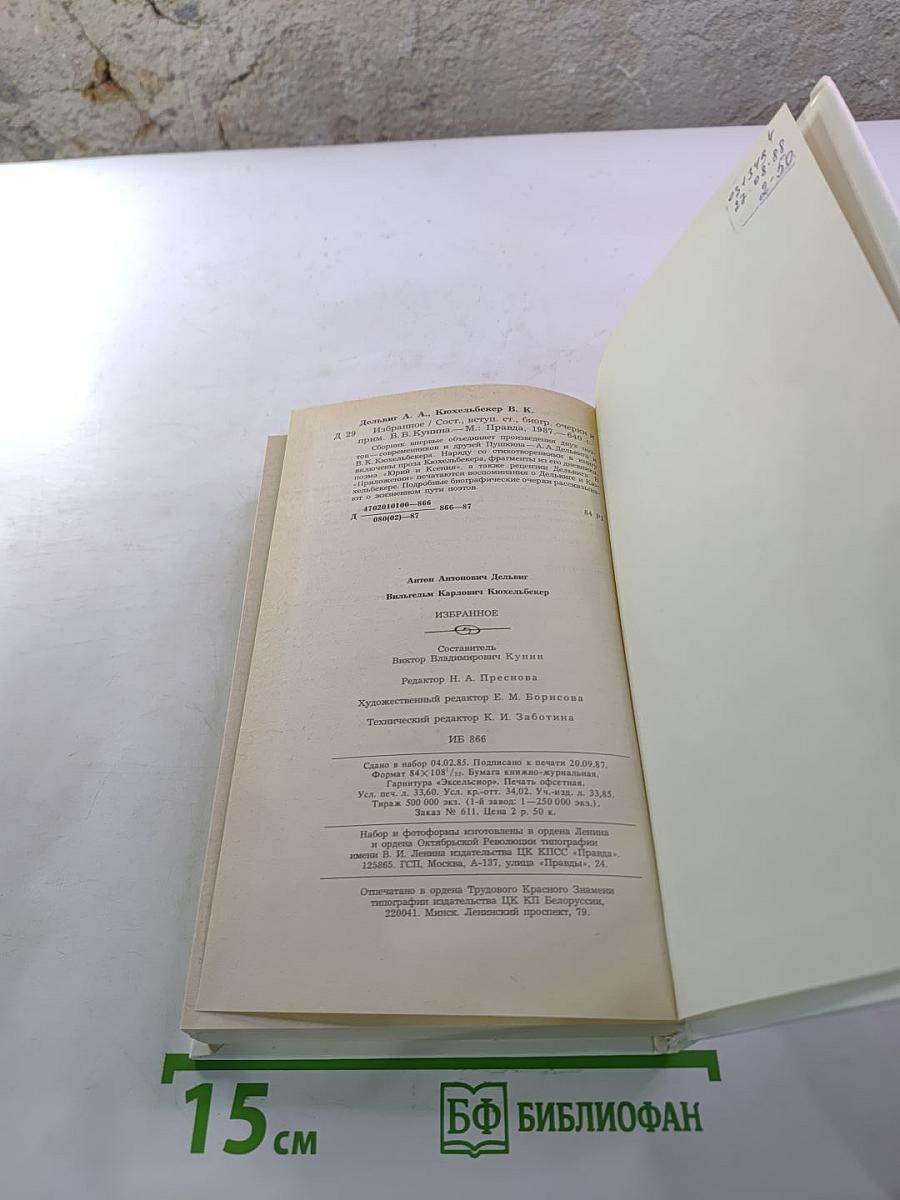 Дельвиг А. А., Кюхельбекер В. К.
Д 29 Избранное / Сост., вступ. ст., биогр. очерки и
прим. В. В. Кунина.— М.: Правда, 1987.— 640 с.
Сборник впервые объединяет произведения двух поэ-
тов — современников и друзей Пушкина — А. А. Дельвига и
В. К. Кюхельбекера. Наряду со стихотворениями в книгу
включены проза Кюхельбекера, фрагменты из его дневника,
поэма «Юрий и Ксения», а также рецензии Дельвига. В
«Приложении» печатаются воспоминания о Дельвиге и Кю-
хельбекере. Подробные биографические очерки рассказыва-
ют о жизненном пути поэтов.
Д 4702010100—866
080(02)—87
866—87
84 Р1
Антон Антонович Дельвиг
Вильгельм Карлович Кюхельбекер
ИЗБРАННОЕ
Составитель
Виктор Владимирович Кунин
Редактор Н. А. Преснова
Художественный редактор Е. М. Борисова
Технический редактор К. И. Заботина
ИБ 866
Сдано в набор 04.02.85. Подписано к печати 20.09.87.
Формат 84×108¹/₃₂. Бумага книжно-журнальная.
Гарнитура «Эксельсиор». Печать офсетная.
Усл. печ. л. 33,60. Усл. кр.-отт. 34,02. Уч.-изд. л. 33,85.
Тираж 500 000 экз. (1-й завод: 1—250 000 экз.).
Заказ № 611. Цена 2 р. 50 к.
Набор и фотоформы изготовлены в ордена Ленина
и ордена Октябрьской Революции типографии
имени В. И. Ленина издательства ЦК КПСС «Правда».
125865. ГСП, Москва, А-137, улица «Правды», 24.
Отпечатано в ордена Трудового Красного Знамени
типографии издательства ЦК КП Белоруссии,
220041. Минск. Ленинский проспект, 79.
27.08.88
2-50
15 см
БФ БИБЛИОФАН